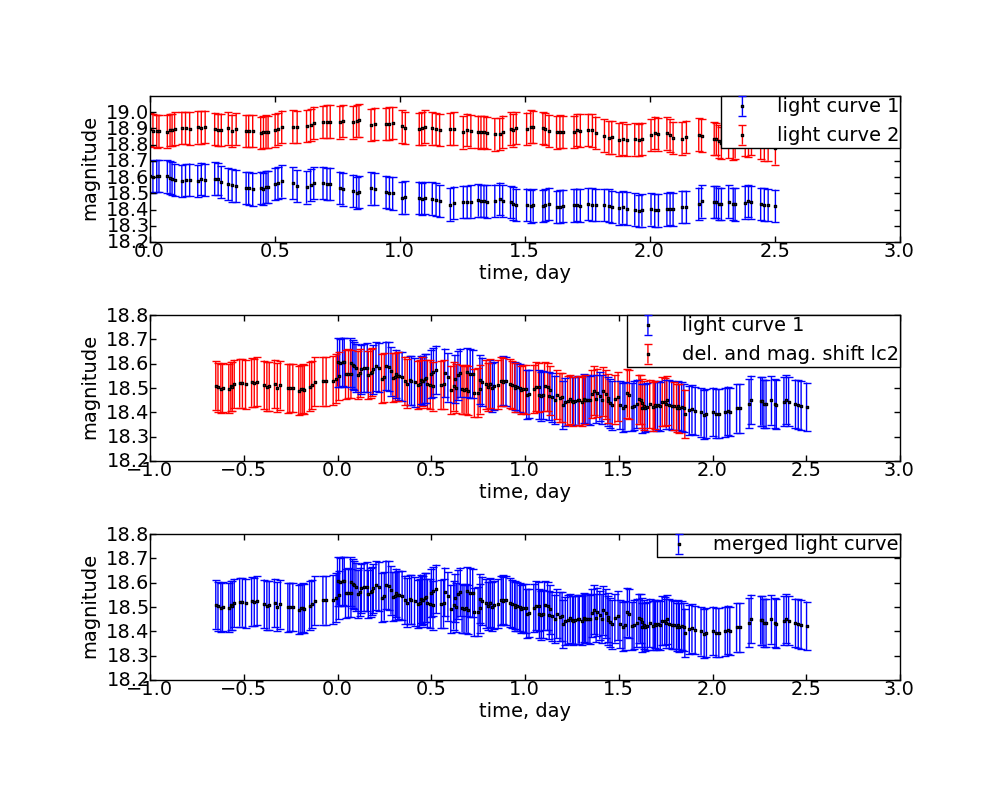 19.0
18.9
18.8
18.7
18.6
18.5
18.4
18.3
18.2
magnitude
light curve 1
light curve 2
0.0 0.5 1.0 1.5 2.0 2.5 3.0
time, day
18.8
18.7
18.6
18.5
18.4
18.3
18.2
magnitude
light curve 1
del. and mag. shift lc2
−1.0 −0.5 0.0 0.5 1.0 1.5 2.0 2.5 3.0
time, day
18.8
18.7
18.6
18.5
18.4
18.3
18.2
magnitude
merged light curve
−1.0 −0.5 0.0 0.5 1.0 1.5 2.0 2.5 3.0
time, day